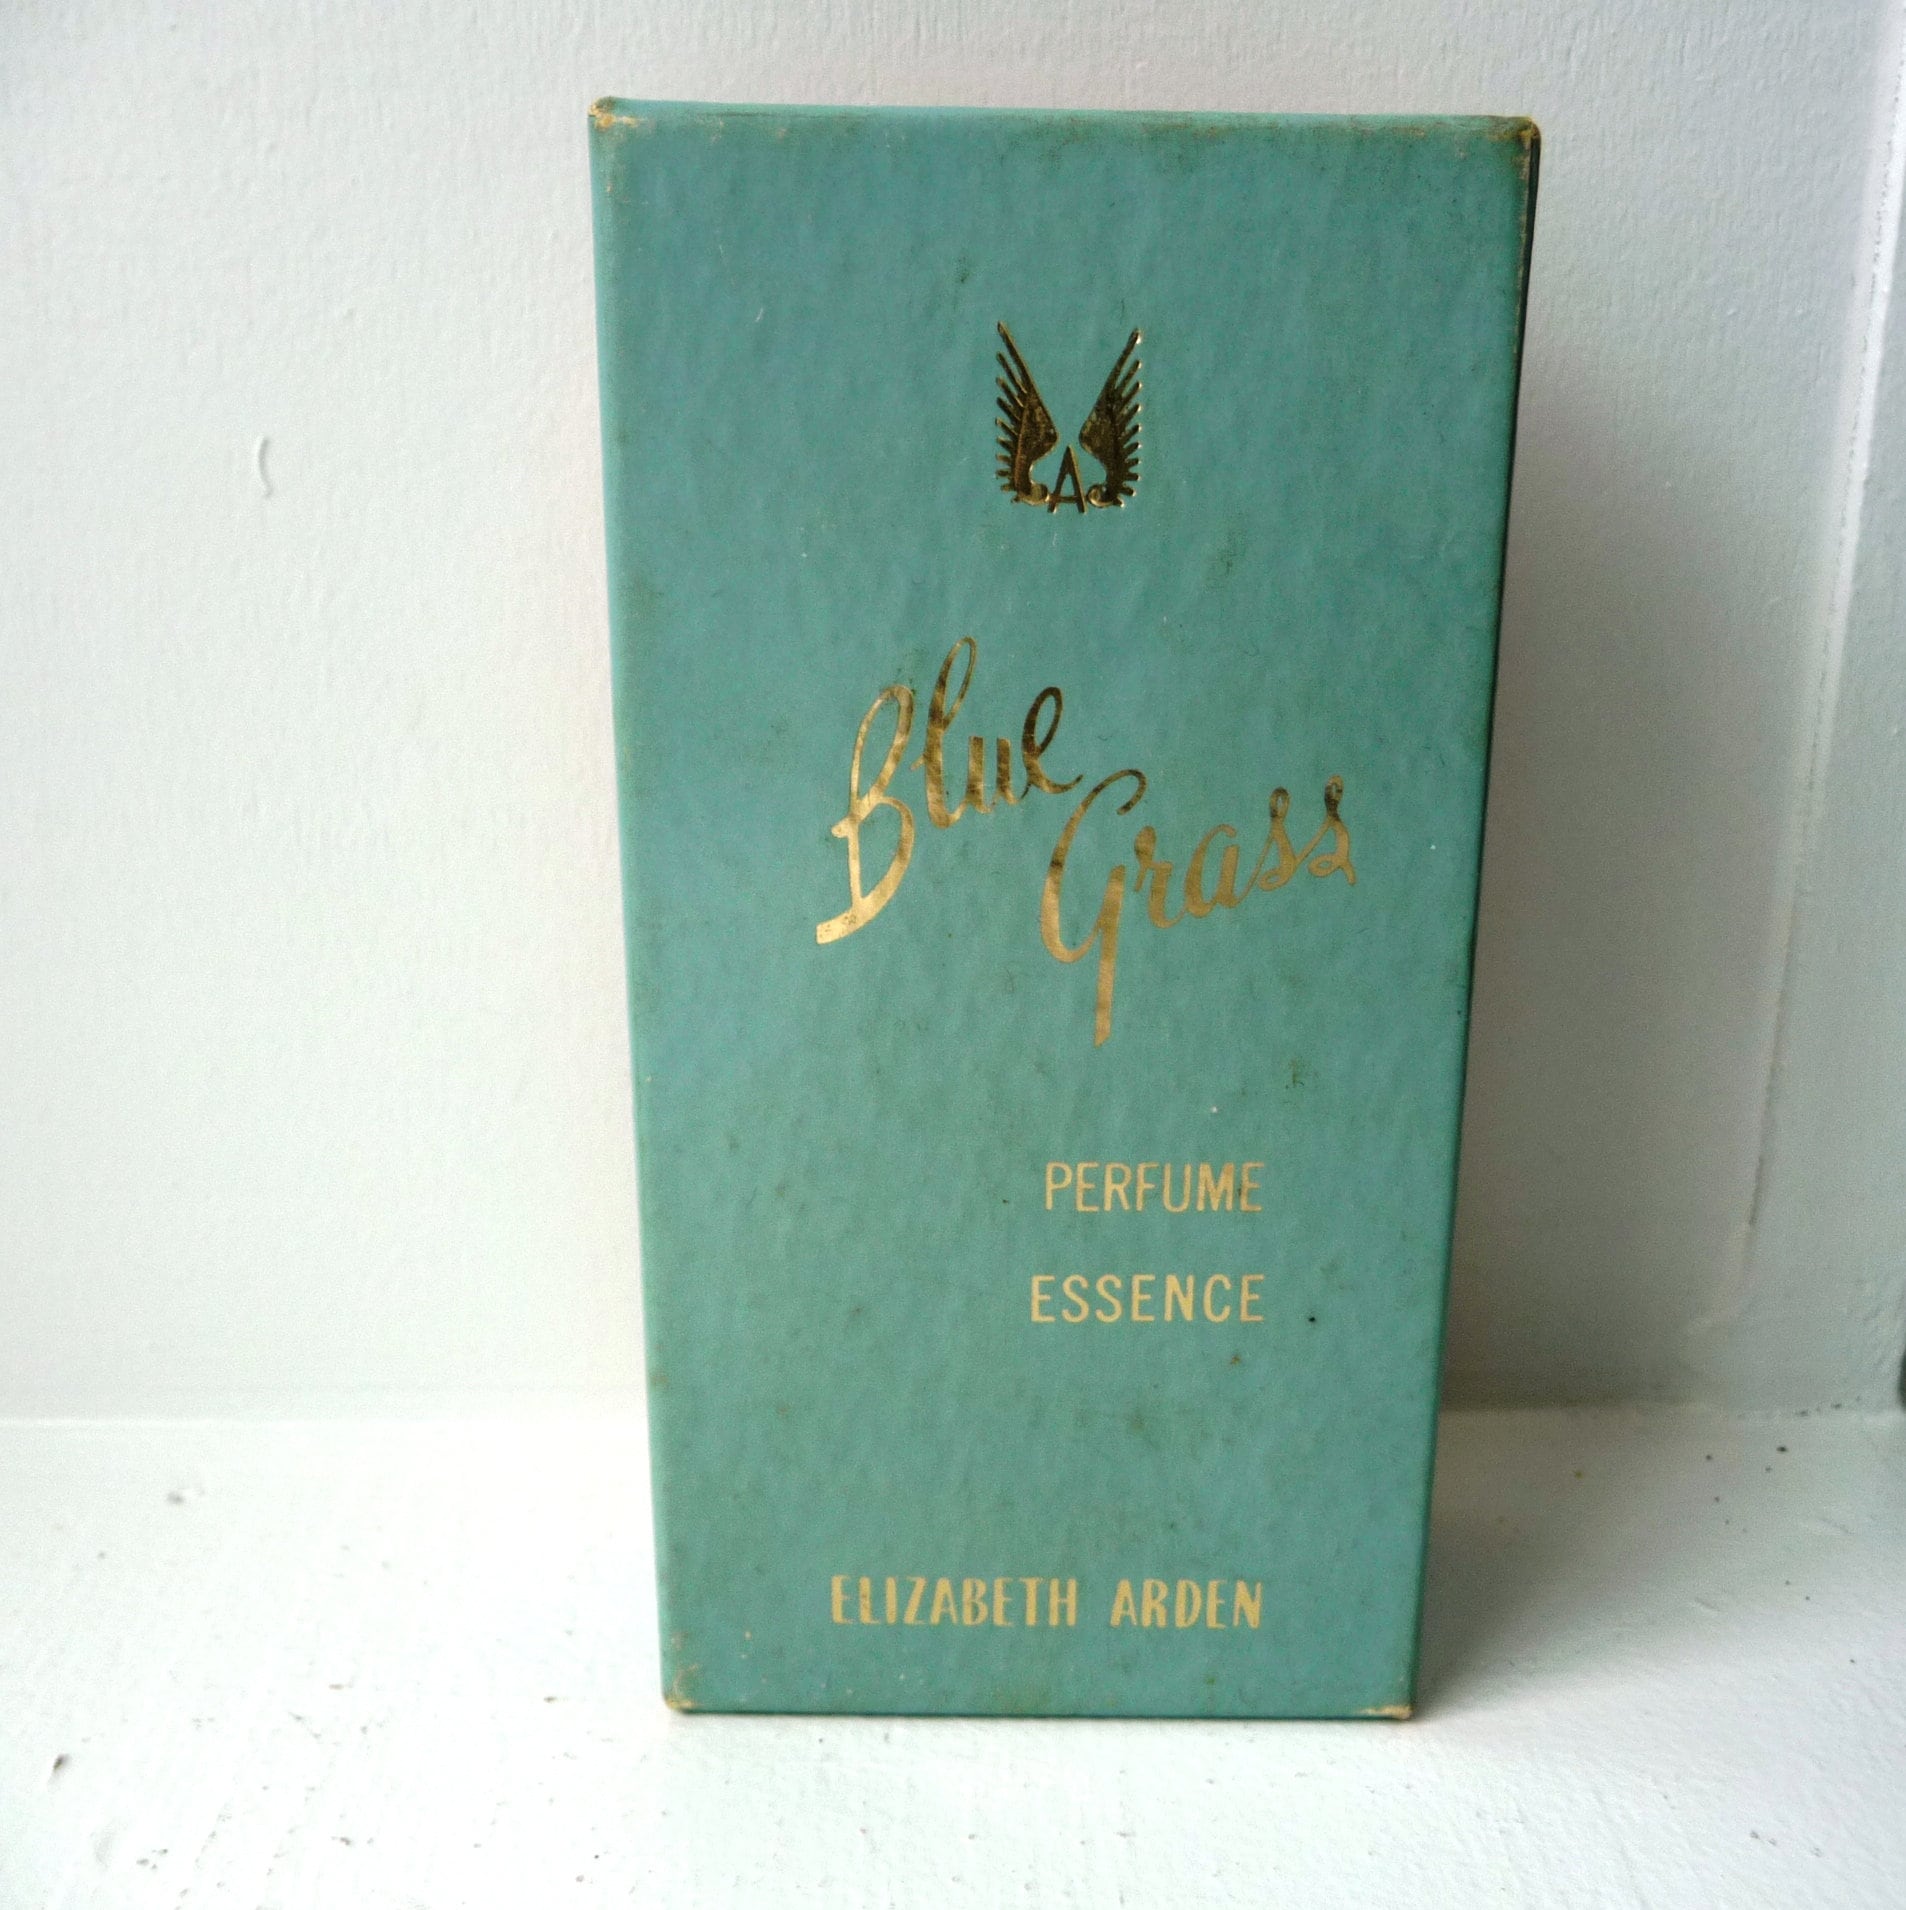 A
Blue
Grass
PERFUME
ESSENCE
ELIZABETH ARDEN